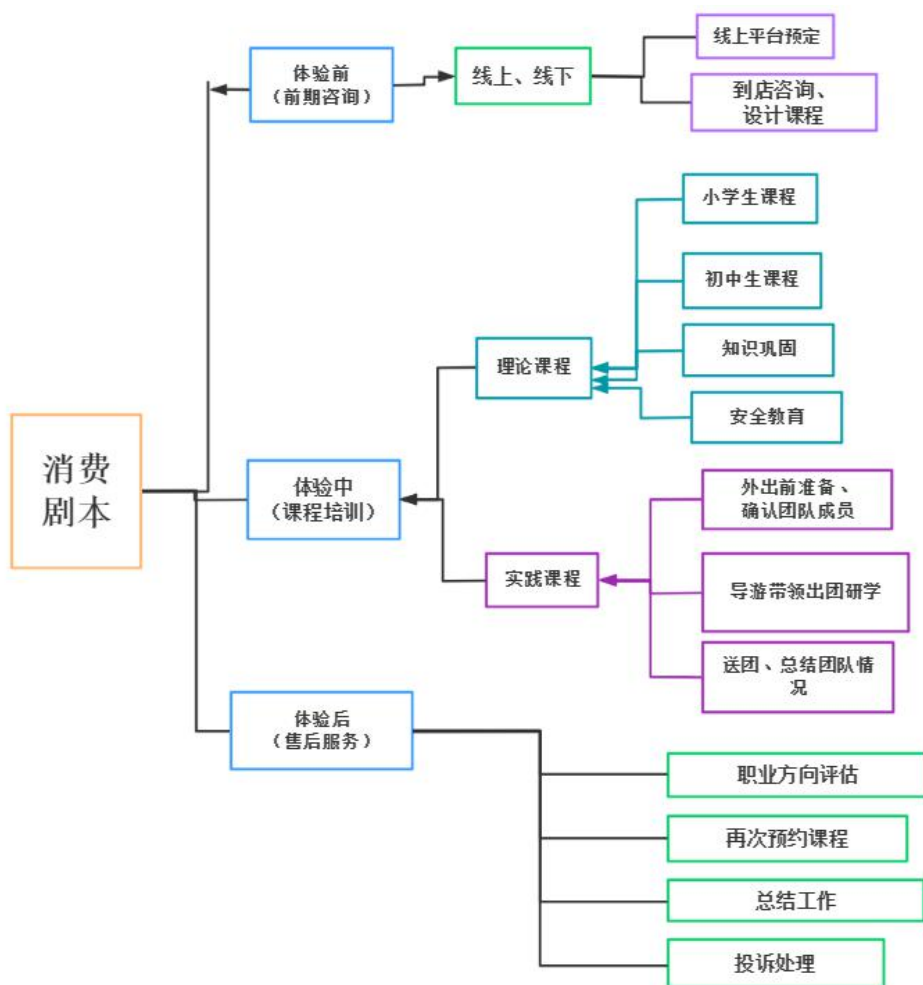 体验前
（前期咨询）
线上、线下
线上平台预定
到店咨询、
设计课程
小学生课程
初中生课程
理论课程
知识巩固
安全教育
消费
剧本
体验中
（课程培训）
外出前准备、
确认团队成员
实践课程
导游带领出团研学
送团、总结团队情
况
体验后
（售后服务）
职业方向评估
再次预约课程
总结工作
投诉处理